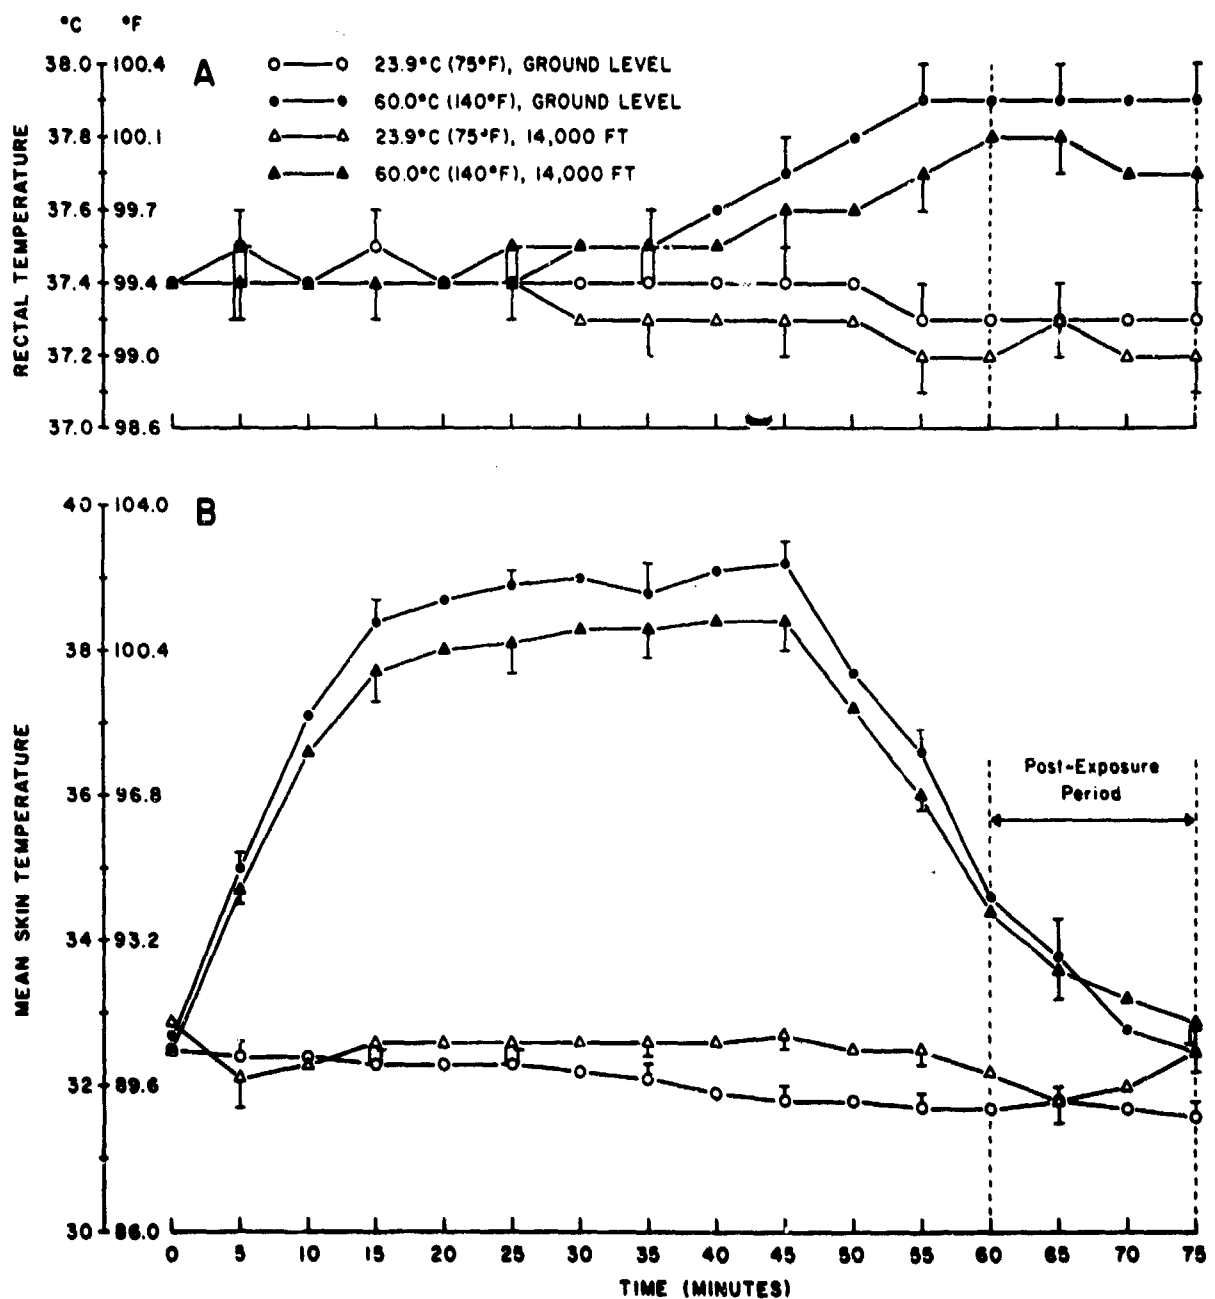 °C °F
A
38.0 100.4
37.8 100.1
37.6 99.7
37.4 99.4
37.2 99.0
37.0 98.6
RECTAL TEMPERATURE
23.9°C (75°F), GROUND LEVEL
60.0°C (140°F), GROUND LEVEL
23.9°C (75°F), 14,000 FT
60.0°C (140°F), 14,000 FT
B
40 104.0
38 100.4
36 96.8
34 93.2
32 89.6
30 86.0
MEAN SKIN TEMPERATURE
Post-Exposure
Period
0 5 10 15 20 25 30 35 40 45 50 55 60 65 70 75
TIME (MINUTES)